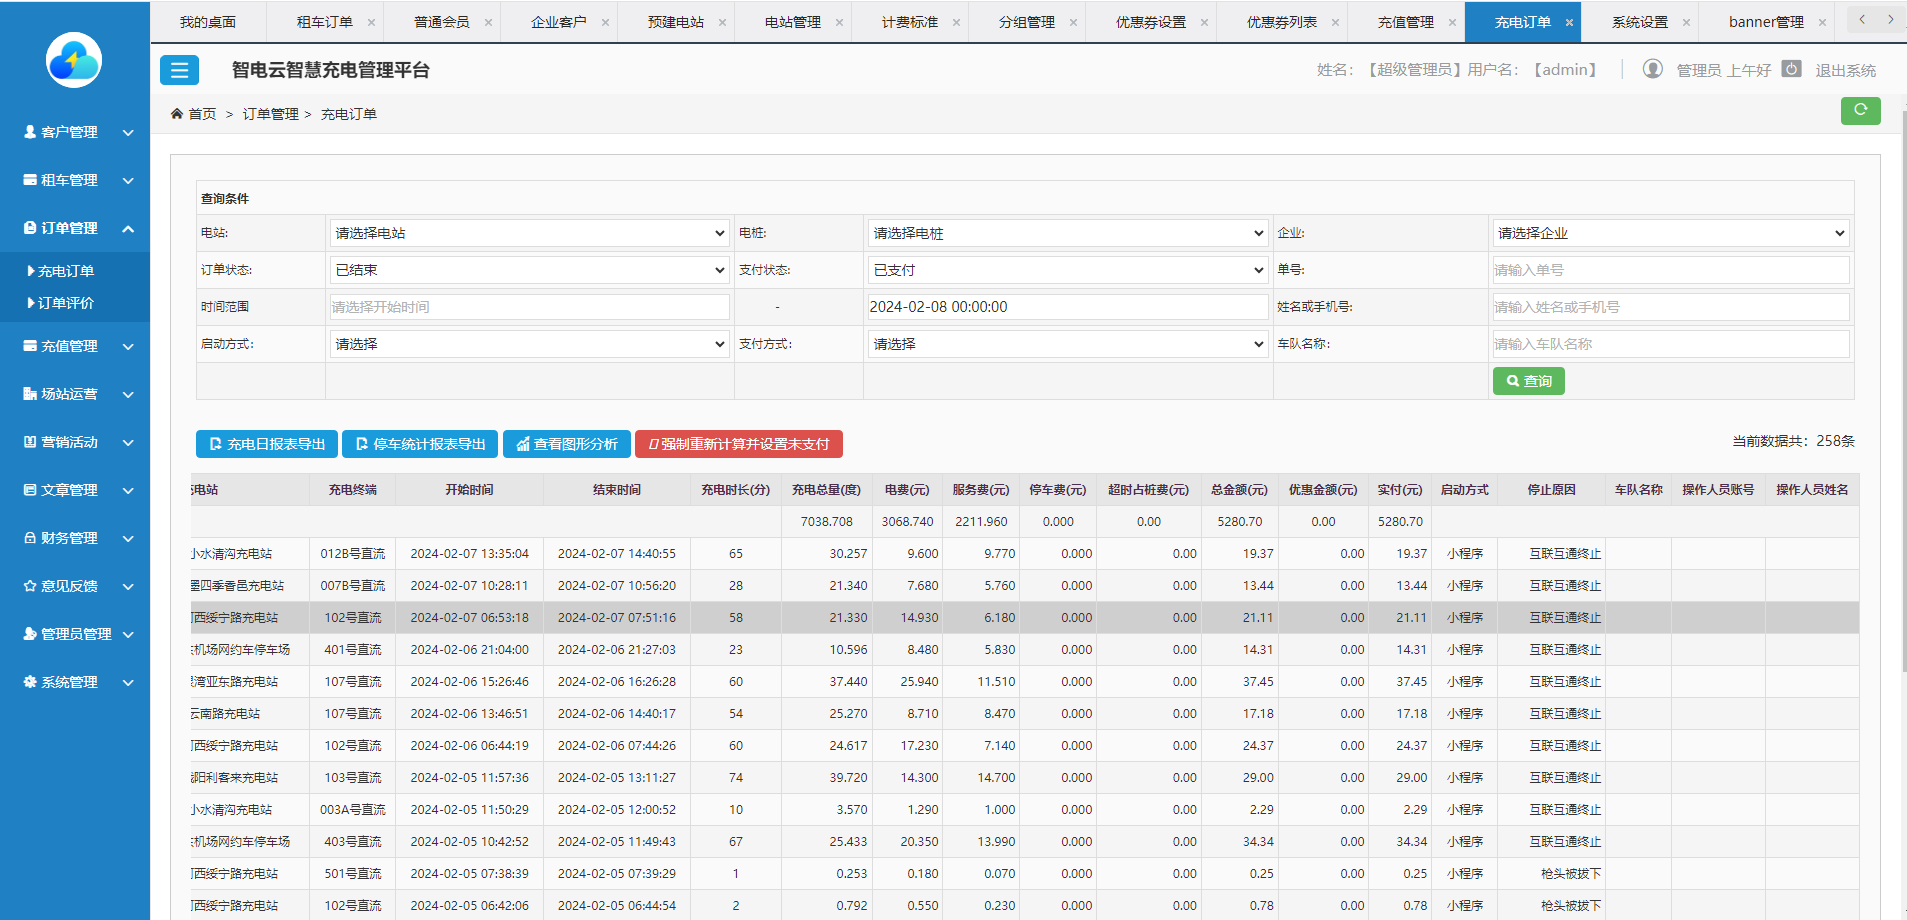 我的桌面 租车订单 × 普通会员 × 企业客户 × 预建电站 × 电站管理 × 计费标准 × 分组管理 × 优惠券设置 × 优惠券列表 × 充值管理 × 充电订单 × 系统设置 × banner管理 ×
智电云智慧充电管理平台 姓名：【超级管理员】用户名：【admin】 管理员 上午好 退出系统
首页 > 订单管理 > 充电订单
客户管理
租车管理
订单管理
充电订单
订单评价
充值管理
场站运营
营销活动
文章管理
财务管理
意见反馈
管理员管理
系统管理
查询条件
电站: 请选择电站 电桩: 请选择电桩 企业: 请选择企业
订单状态: 已结束 支付状态: 已支付 单号: 请输入单号
时间范围 请选择开始时间 - 2024-02-08 00:00:00 姓名或手机号: 请输入姓名或手机号
启动方式: 请选择 支付方式: 请选择 车队名称: 请输入车队名称
查询
充电日报表导出 停车统计报表导出 查看图形分析 强制重新计算并设置未支付 当前数据共：258条
电站 充电终端 开始时间 结束时间 充电时长(分) 充电总量(度) 电费(元) 服务费(元) 停车费(元) 超时占桩费(元) 总金额(元) 优惠金额(元) 实付(元) 启动方式 停止原因 车队名称 操作人员账号 操作人员姓名
7038.708 3068.740 2211.960 0.000 0.00 5280.70 0.00 5280.70
小水清沟充电站 012B号直流 2024-02-07 13:35:04 2024-02-07 14:40:55 65 30.257 9.600 9.770 0.000 0.00 19.37 0.00 19.37 小程序 互联互通终止
四季香邑充电站 007B号直流 2024-02-07 10:28:11 2024-02-07 10:56:20 28 21.340 7.680 5.760 0.000 0.00 13.44 0.00 13.44 小程序 互联互通终止
西绥宁路充电站 102号直流 2024-02-07 06:53:18 2024-02-07 07:51:16 58 21.330 14.930 6.180 0.000 0.00 21.11 0.00 21.11 小程序 互联互通终止
机场网约车停车场 401号直流 2024-02-06 21:04:00 2024-02-06 21:27:03 23 10.596 8.480 5.830 0.000 0.00 14.31 0.00 14.31 小程序 互联互通终止
湾亚东路充电站 107号直流 2024-02-06 15:26:46 2024-02-06 16:26:28 60 37.440 25.940 11.510 0.000 0.00 37.45 0.00 37.45 小程序 互联互通终止
云南路充电站 107号直流 2024-02-06 13:46:51 2024-02-06 14:40:17 54 25.270 8.710 8.470 0.000 0.00 17.18 0.00 17.18 小程序 互联互通终止
西绥宁路充电站 102号直流 2024-02-06 06:44:19 2024-02-06 07:44:26 60 24.617 17.230 7.140 0.000 0.00 24.37 0.00 24.37 小程序 互联互通终止
阳利客来充电站 103号直流 2024-02-05 11:57:36 2024-02-05 13:11:27 74 39.720 14.300 14.700 0.000 0.00 29.00 0.00 29.00 小程序 互联互通终止
小水清沟充电站 003A号直流 2024-02-05 11:50:29 2024-02-05 12:00:52 10 3.570 1.290 1.000 0.000 0.00 2.29 0.00 2.29 小程序 互联互通终止
机场网约车停车场 403号直流 2024-02-05 10:42:52 2024-02-05 11:49:43 67 25.433 20.350 13.990 0.000 0.00 34.34 0.00 34.34 小程序 互联互通终止
西绥宁路充电站 501号直流 2024-02-05 07:38:39 2024-02-05 07:39:29 1 0.253 0.180 0.070 0.000 0.00 0.25 0.00 0.25 小程序 枪头被拔下
西绥宁路充电站 102号直流 2024-02-05 06:42:06 2024-02-05 06:44:54 2 0.792 0.550 0.230 0.000 0.00 0.78 0.00 0.78 小程序 枪头被拔下